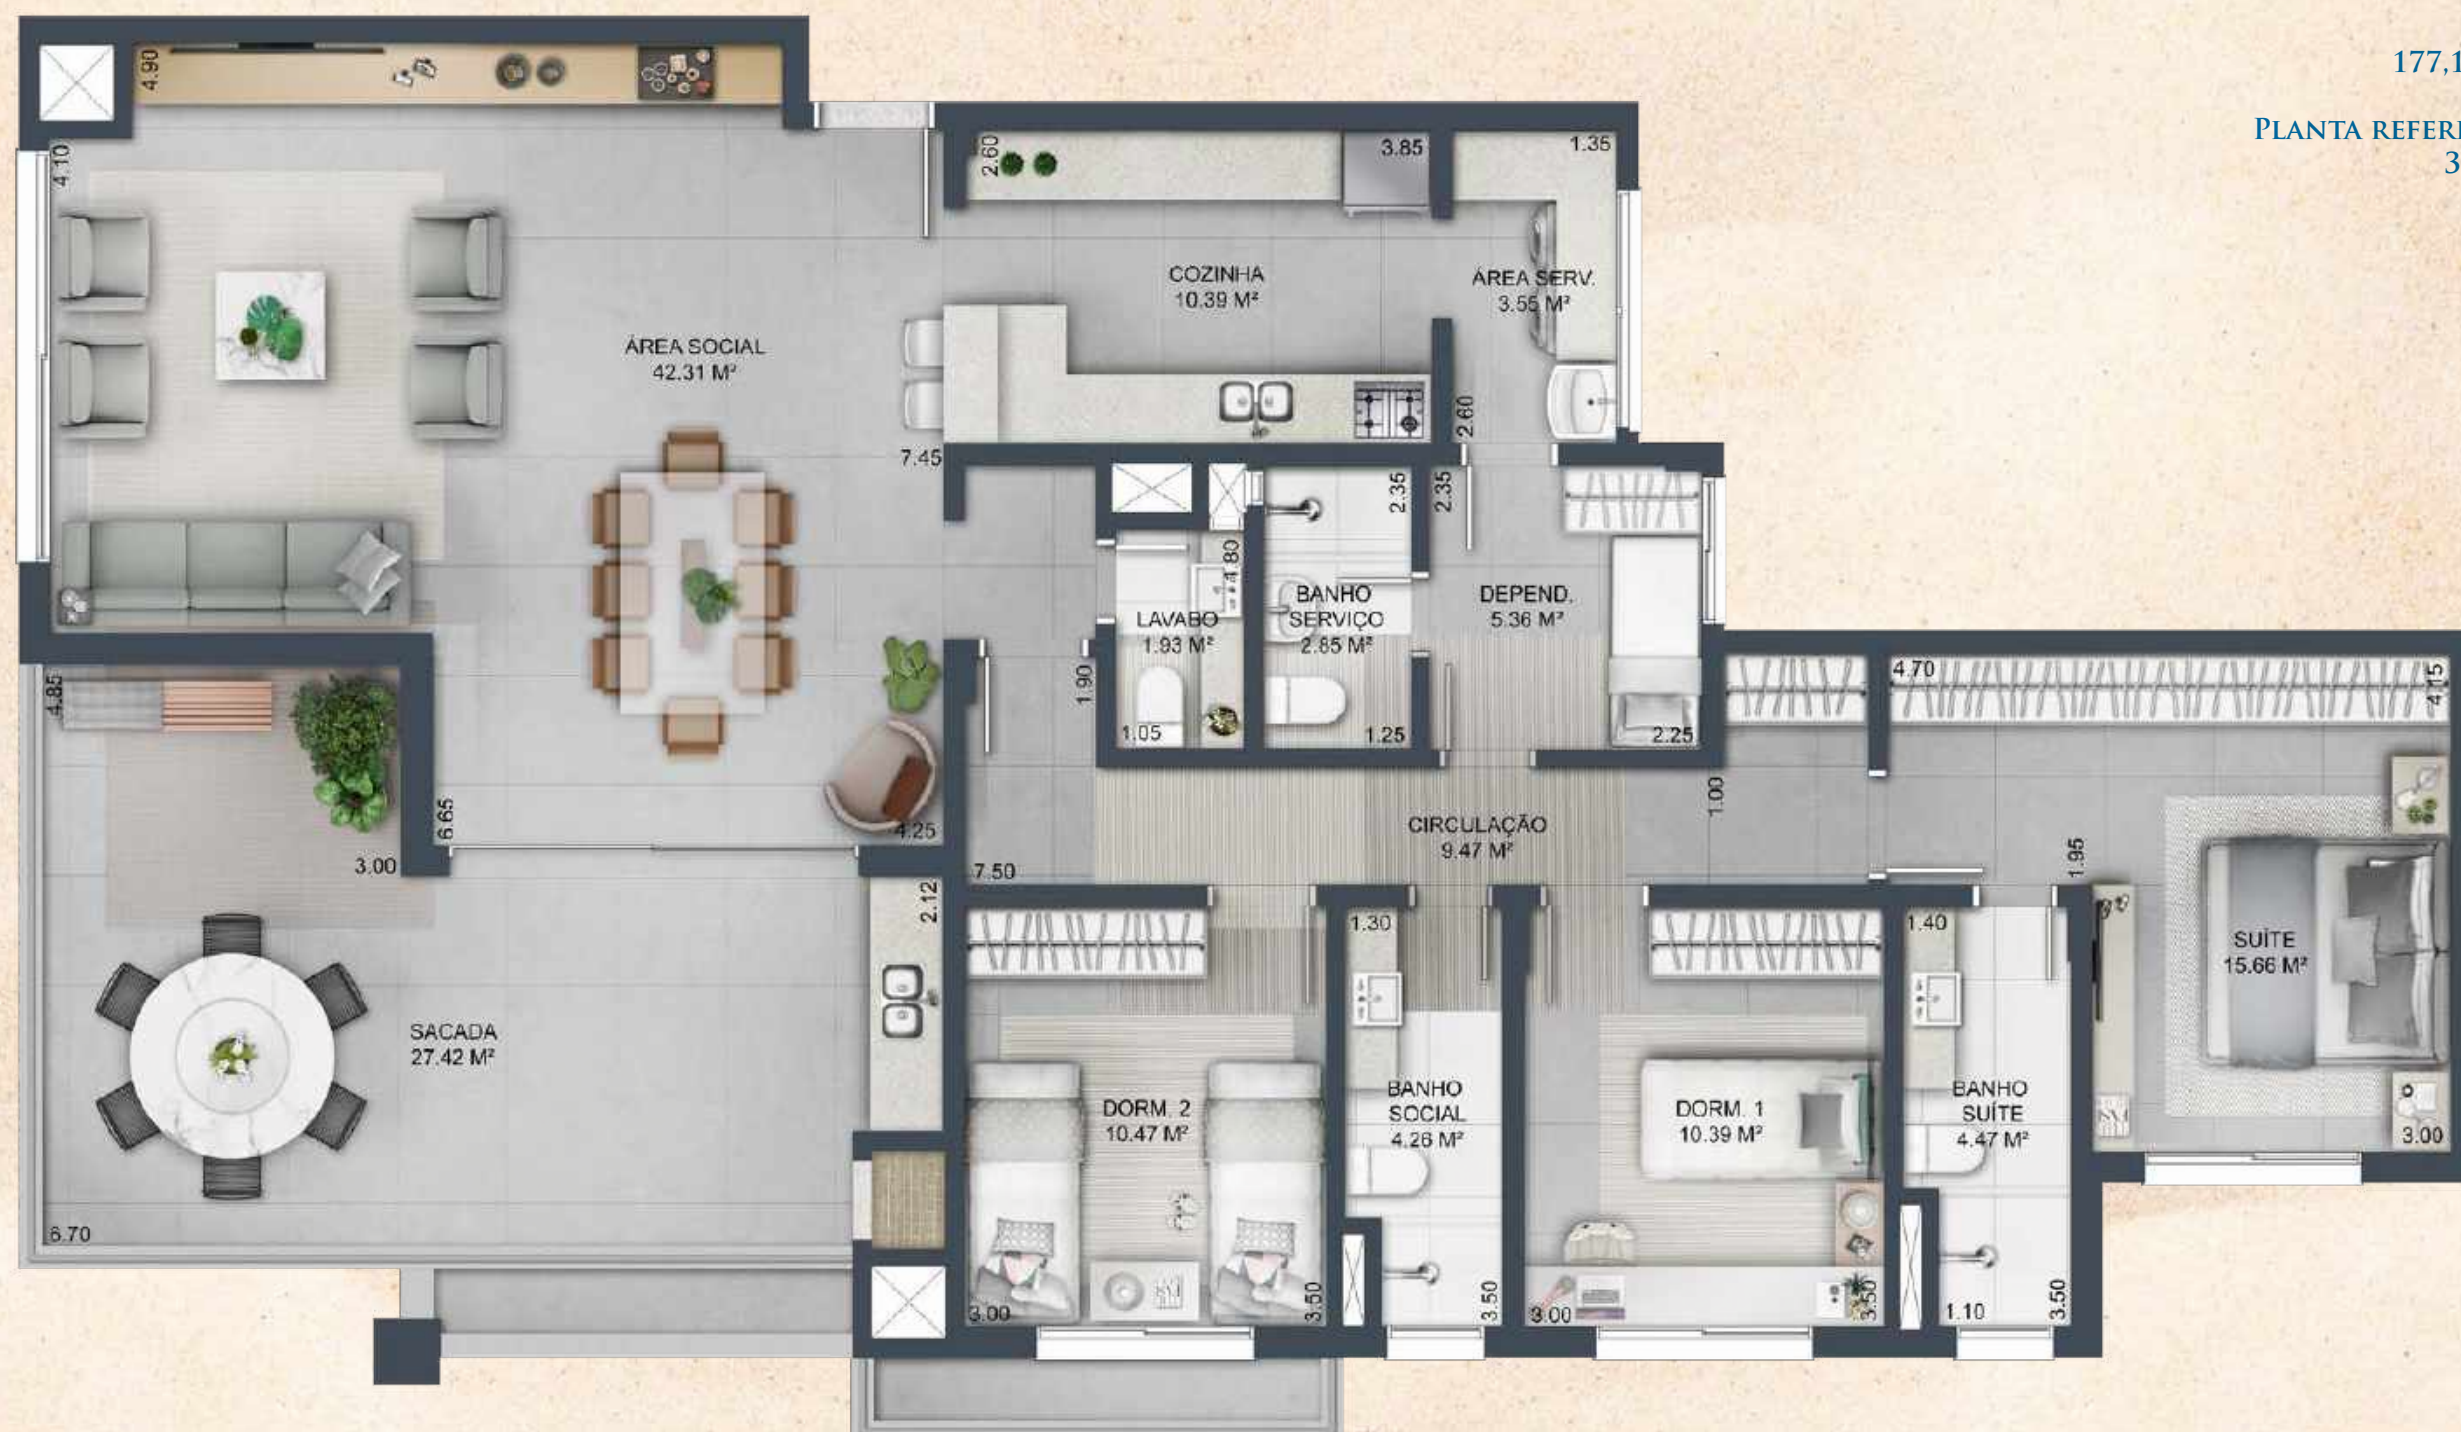 177,1
PLANTA REFER
3
4.90
4.10
2.60
3.85
1.35
COZINHA
10.39 M²
ÁREA SERV.
3.55 M²
ÁREA SOCIAL
42.31 M²
7.45
2.60
2.35
2.35
1.80
LAVABO
1.93 M²
BANHO
SERVIÇO
2.85 M²
DEPEND.
5.36 M²
4.85
1.90
1.05
1.25
2.25
4.70
4.15
6.65
4.25
3.00
1.00
CIRCULAÇÃO
9.47 M²
1.95
7.50
2.12
1.30
1.40
SUÍTE
15.66 M²
SACADA
27.42 M²
DORM. 2
10.47 M²
BANHO
SOCIAL
4.26 M²
DORM. 1
10.39 M²
BANHO
SUÍTE
4.47 M²
3.00
6.70
3.00
3.50
3.50
3.00
3.50
1.10
3.50